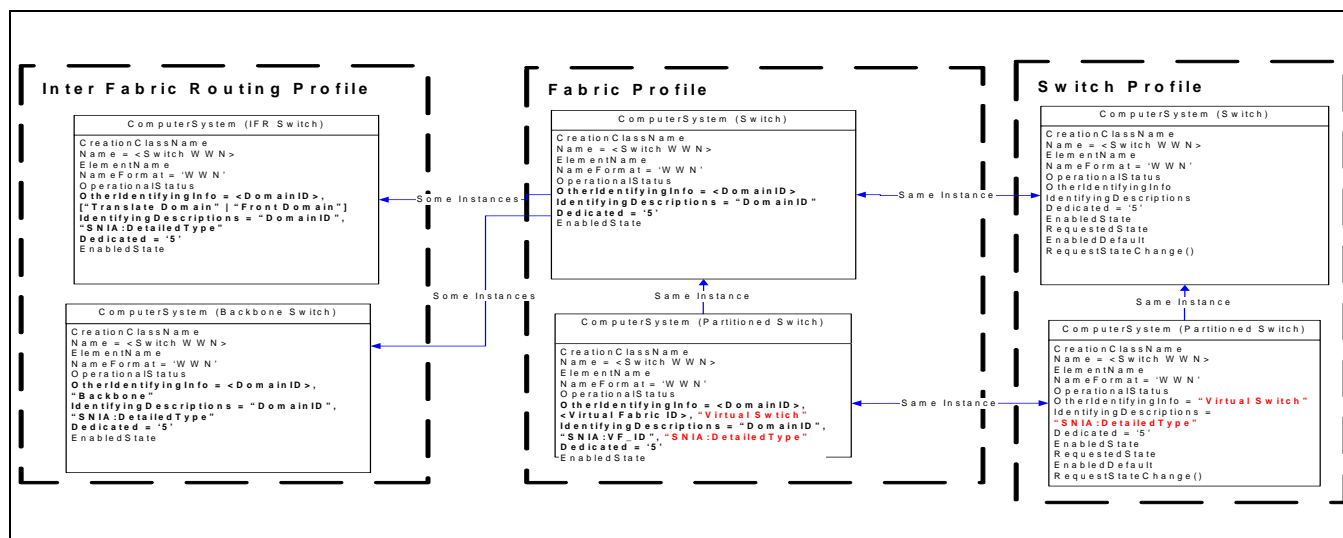 Inter Fabric Routing Profile
ComputerSystem (IFR Switch)
CreationClassName
Name = <Switch WWN>
ElementName
NameFormat = ‘WWN’
OperationalStatus
OtherIdentifyingInfo = <DomainID>,
[“Translate Domain” | “Front Domain”]
IdentifyingDescriptions = “DomainID”,
“SNIA:DetailedType”
Dedicated = ‘5’
EnabledState
ComputerSystem (Backbone Switch)
CreationClassName
Name = <Switch WWN>
ElementName
NameFormat = ‘WWN’
OperationalStatus
OtherIdentifyingInfo = <DomainID>,
“Backbone”
IdentifyingDescriptions = “DomainID”,
“SNIA:DetailedType”
Dedicated = ‘5’
EnabledState
Some Instances
Some Instances
Fabric Profile
ComputerSystem (Switch)
CreationClassName
Name = <Switch WWN>
ElementName
NameFormat = ‘WWN’
OperationalStatus
OtherIdentifyingInfo = <DomainID>
IdentifyingDescriptions = “DomainID”
Dedicated = ‘5’
EnabledState
Same Instance
ComputerSystem (Partitioned Switch)
CreationClassName
Name = <Switch WWN>
ElementName
NameFormat = ‘WWN’
OperationalStatus
OtherIdentifyingInfo = <DomainID>,
<Virtual Fabric ID>, “Virtual Swtich”
IdentifyingDescriptions = “DomainID”,
“SNIA:VF_ID”, “SNIA:DetailedType”
Dedicated = ‘5’
EnabledState
Same Instance
Same Instance
Switch Profile
ComputerSystem (Switch)
CreationClassName
Name = <Switch WWN>
ElementName
NameFormat = ‘WWN’
OperationalStatus
OtherIdentifyingInfo
IdentifyingDescriptions
Dedicated = ‘5’
EnabledState
RequestedState
EnabledDefault
RequestStateChange()
Same Instance
ComputerSystem (Partitioned Switch)
CreationClassName
Name = <Switch WWN>
ElementName
NameFormat = ‘WWN’
OperationalStatus
OtherIdentifyingInfo = “Virtual Switch”
IdentifyingDescriptions =
“SNIA:DetailedType”
Dedicated = ‘5’
EnabledState
RequestedState
EnabledDefault
RequestStateChange()